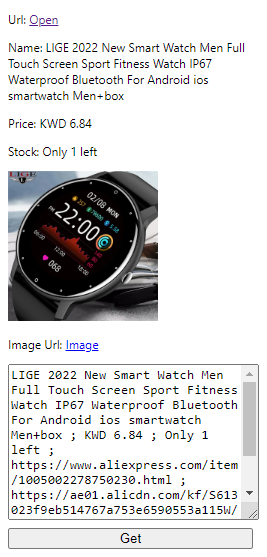 Url: Open
Name: LIGE 2022 New Smart Watch Men Full
Touch Screen Sport Fitness Watch IP67
Waterproof Bluetooth For Android ios
smartwatch Men+box
Price: KWD 6.84
Stock: Only 1 left
LIGE
02/08 MON
22:00
068
Image Url: Image
LIGE 2022 New Smart Watch Men
Full Touch Screen Sport Fitness
Watch IP67 Waterproof Bluetooth
For Android ios smartwatch
Men+box ; KWD 6.84 ; Only 1
left ;
https://www.aliexpress.com/item
/1005002278750230.html ;
https://ae01.alicdn.com/kf/S613
023f9eb514767a753e6590553a115W/
Get